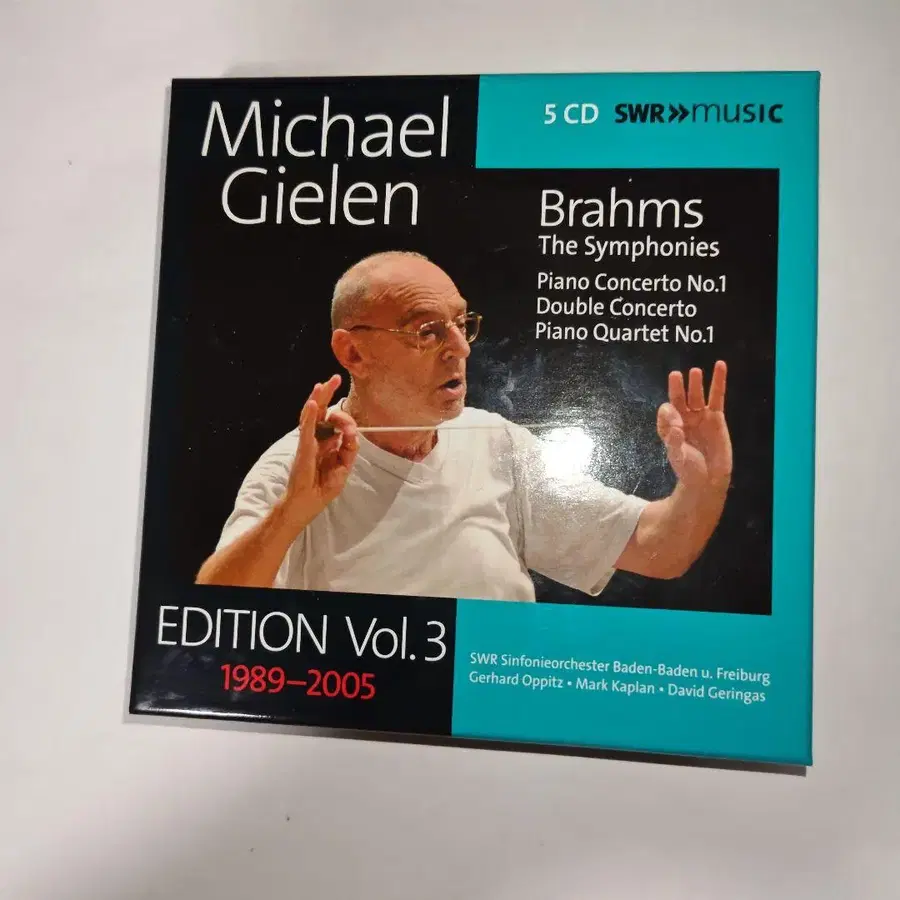 Michael
Gielen
5 CD SWR»music
Brahms
The Symphonies
Piano Concerto No.1
Double Concerto
Piano Quartet No.1
EDITION Vol. 3
1989–2005
SWR Sinfonieorchester Baden-Baden u. Freiburg
Gerhard Oppitz • Mark Kaplan • David Geringas